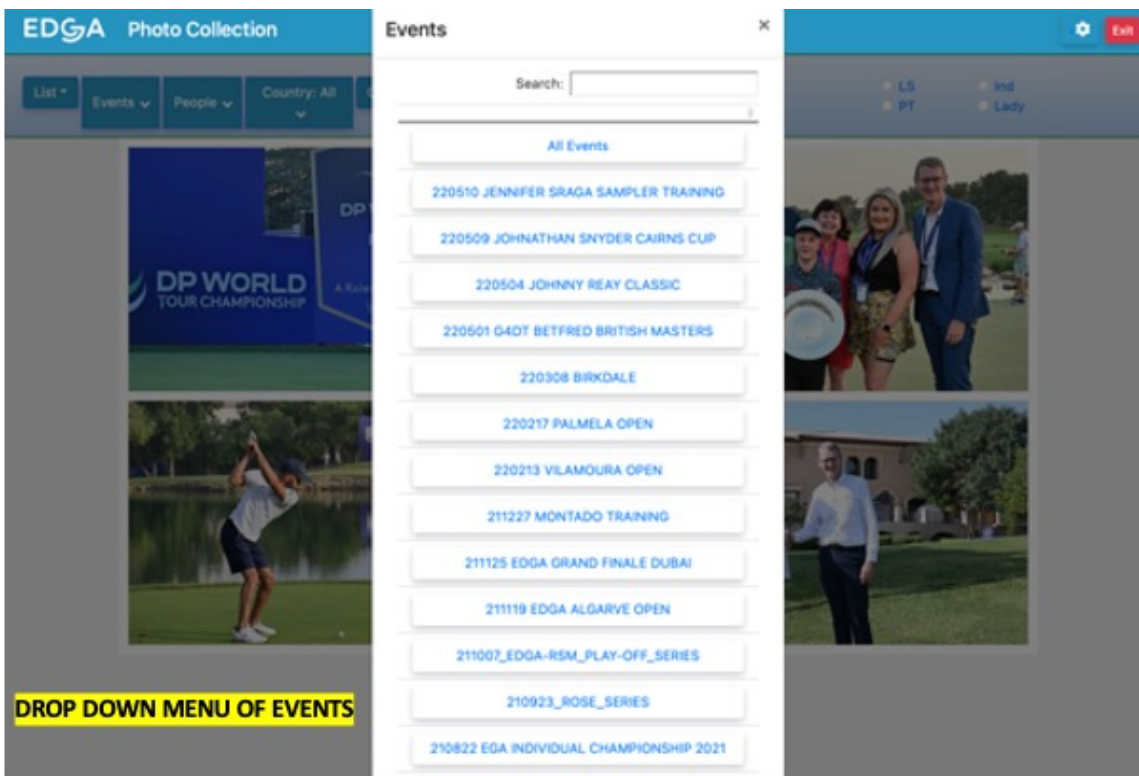 EDGA Photo Collection
Events
×
Exit
Search:
List
Events
People
Country: All
LS
Ind
PT
Lady
All Events
220510 JENNIFER SRAGA SAMPLER TRAINING
220509 JOHNATHAN SNYDER CAIRNS CUP
220504 JOHNNY REAY CLASSIC
220501 G4DT BETFRED BRITISH MASTERS
220308 BIRKDALE
220217 PALMELA OPEN
220213 VILAMOURA OPEN
211227 MONTADO TRAINING
211125 EDGA GRAND FINALE DUBAI
211119 EDGA ALGARVE OPEN
211007_EDGA-RSM_PLAY-OFF_SERIES
210923_ROSE_SERIES
210822 EGA INDIVIDUAL CHAMPIONSHIP 2021
DP WORLD
TOUR CHAMPIONSHIP
DP
DROP DOWN MENU OF EVENTS